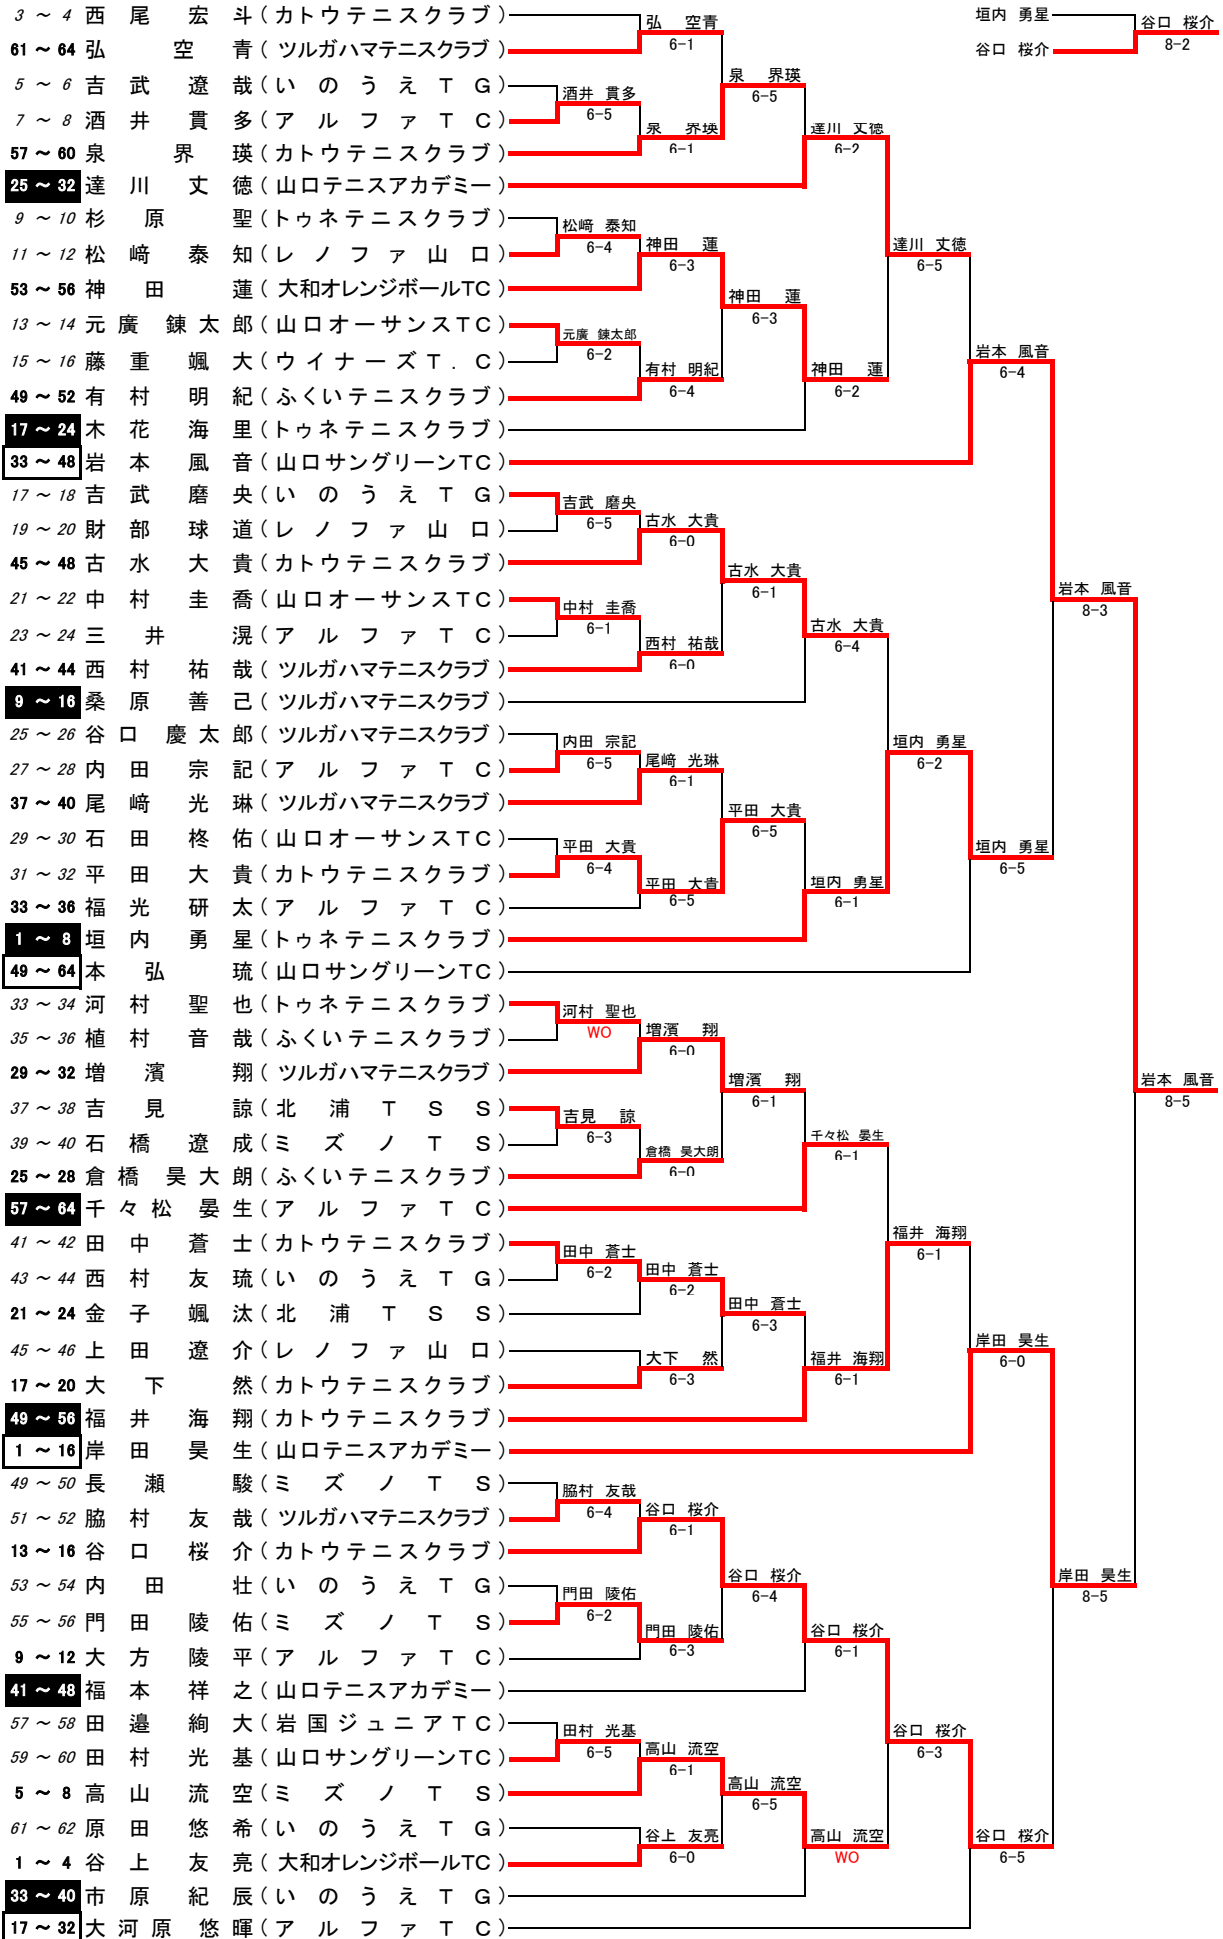 3 ～ 4 西尾 宏斗 (カトウテニスクラブ)
61 ～ 64 弘 空青 (ツルガハマテニスクラブ)
5 ～ 6 吉武 遼哉 (いのうえTG)
7 ～ 8 酒井 貫多 (アルファTC)
57 ～ 60 泉 界瑛 (カトウテニスクラブ)
25 ～ 32 達川 丈徳 (山口テニスアカデミー)
9 ～ 10 杉原 聖 (トゥネテニスクラブ)
11 ～ 12 松﨑 泰知 (レノファ山口)
53 ～ 56 神田 蓮 (大和オレンジボールTC)
13 ～ 14 元廣 錬太郎 (山口オーサンスTC)
15 ～ 16 藤重 颯大 (ウイナーズT.C)
49 ～ 52 有村 明紀 (ふくいテニスクラブ)
17 ～ 24 木花 海里 (トゥネテニスクラブ)
33 ～ 48 岩本 風音 (山口サングリーンTC)
17 ～ 18 吉武 磨央 (いのうえTG)
19 ～ 20 財部 球道 (レノファ山口)
45 ～ 48 古水 大貴 (カトウテニスクラブ)
21 ～ 22 中村 圭喬 (山口オーサンスTC)
23 ～ 24 三井 滉 (アルファTC)
41 ～ 44 西村 祐哉 (ツルガハマテニスクラブ)
9 ～ 16 桑原 善己 (ツルガハマテニスクラブ)
25 ～ 26 谷口 慶太郎 (ツルガハマテニスクラブ)
27 ～ 28 内田 宗記 (アルファTC)
37 ～ 40 尾﨑 光琳 (ツルガハマテニスクラブ)
29 ～ 30 石田 柊佑 (山口オーサンスTC)
31 ～ 32 平田 大貴 (カトウテニスクラブ)
33 ～ 36 福光 研太 (アルファTC)
1 ～ 8 垣内 勇星 (トゥネテニスクラブ)
49 ～ 64 本弘 琉 (山口サングリーンTC)
33 ～ 34 河村 聖也 (トゥネテニスクラブ)
35 ～ 36 植村 音哉 (ふくいテニスクラブ)
29 ～ 32 増濱 翔 (ツルガハマテニスクラブ)
37 ～ 38 吉見 諒 (北浦TSS)
39 ～ 40 石橋 遼成 (ミズノTS)
25 ～ 28 倉橋 昊大朗 (ふくいテニスクラブ)
57 ～ 64 千々松 晏生 (アルファTC)
41 ～ 42 田中 蒼士 (カトウテニスクラブ)
43 ～ 44 西村 友琉 (いのうえTG)
21 ～ 24 金子 颯汰 (北浦TSS)
45 ～ 46 上田 遼介 (レノファ山口)
17 ～ 20 大下 然 (カトウテニスクラブ)
49 ～ 56 福井 海翔 (カトウテニスクラブ)
1 ～ 16 岸田 昊生 (山口テニスアカデミー)
49 ～ 50 長瀬 駿 (ミズノTS)
51 ～ 52 脇村 友哉 (ツルガハマテニスクラブ)
13 ～ 16 谷口 桜介 (カトウテニスクラブ)
53 ～ 54 内田 壮 (いのうえTG)
55 ～ 56 門田 陵佑 (ミズノTS)
9 ～ 12 大方 陵平 (アルファTC)
41 ～ 48 福本 祥之 (山口テニスアカデミー)
57 ～ 58 田邉 絢大 (岩国ジュニアTC)
59 ～ 60 田村 光基 (山口サングリーンTC)
5 ～ 8 高山 流空 (ミズノTS)
61 ～ 62 原田 悠希 (いのうえTG)
1 ～ 4 谷上 友亮 (大和オレンジボールTC)
33 ～ 40 市原 紀辰 (いのうえTG)
17 ～ 32 大河原 悠暉 (アルファTC)
酒井 貫多
6-5
松﨑 泰知
6-4
元廣 錬太郎
6-2
吉武 磨央
6-5
中村 圭喬
6-1
内田 宗記
6-5
平田 大貴
6-4
河村 聖也
WO
吉見 諒
6-3
田中 蒼士
6-2
脇村 友哉
6-4
門田 陵佑
6-2
田村 光基
6-5
弘 空青
6-1
泉 界瑛
6-1
神田 蓮
6-3
有村 明紀
6-4
古水 大貴
6-0
西村 祐哉
6-0
尾﨑 光琳
6-1
平田 大貴
6-5
増濱 翔
6-0
倉橋 昊大朗
6-0
田中 蒼士
6-2
大下 然
6-3
谷口 桜介
6-1
門田 陵佑
6-3
高山 流空
6-1
谷上 友亮
6-0
泉 界瑛
6-5
神田 蓮
6-3
古水 大貴
6-1
平田 大貴
6-5
増濱 翔
6-1
田中 蒼士
6-3
谷口 桜介
6-4
高山 流空
6-5
達川 丈徳
6-2
神田 蓮
6-2
古水 大貴
6-4
垣内 勇星
6-1
千々松 晏生
6-1
福井 海翔
6-1
谷口 桜介
6-1
高山 流空
WO
達川 丈徳
6-5
垣内 勇星
6-2
福井 海翔
6-1
谷口 桜介
6-3
岩本 風音
6-4
垣内 勇星
6-5
岸田 昊生
6-0
谷口 桜介
6-5
岩本 風音
8-3
岸田 昊生
8-5
岩本 風音
8-5
垣内 勇星
谷口 桜介
谷口 桜介
8-2